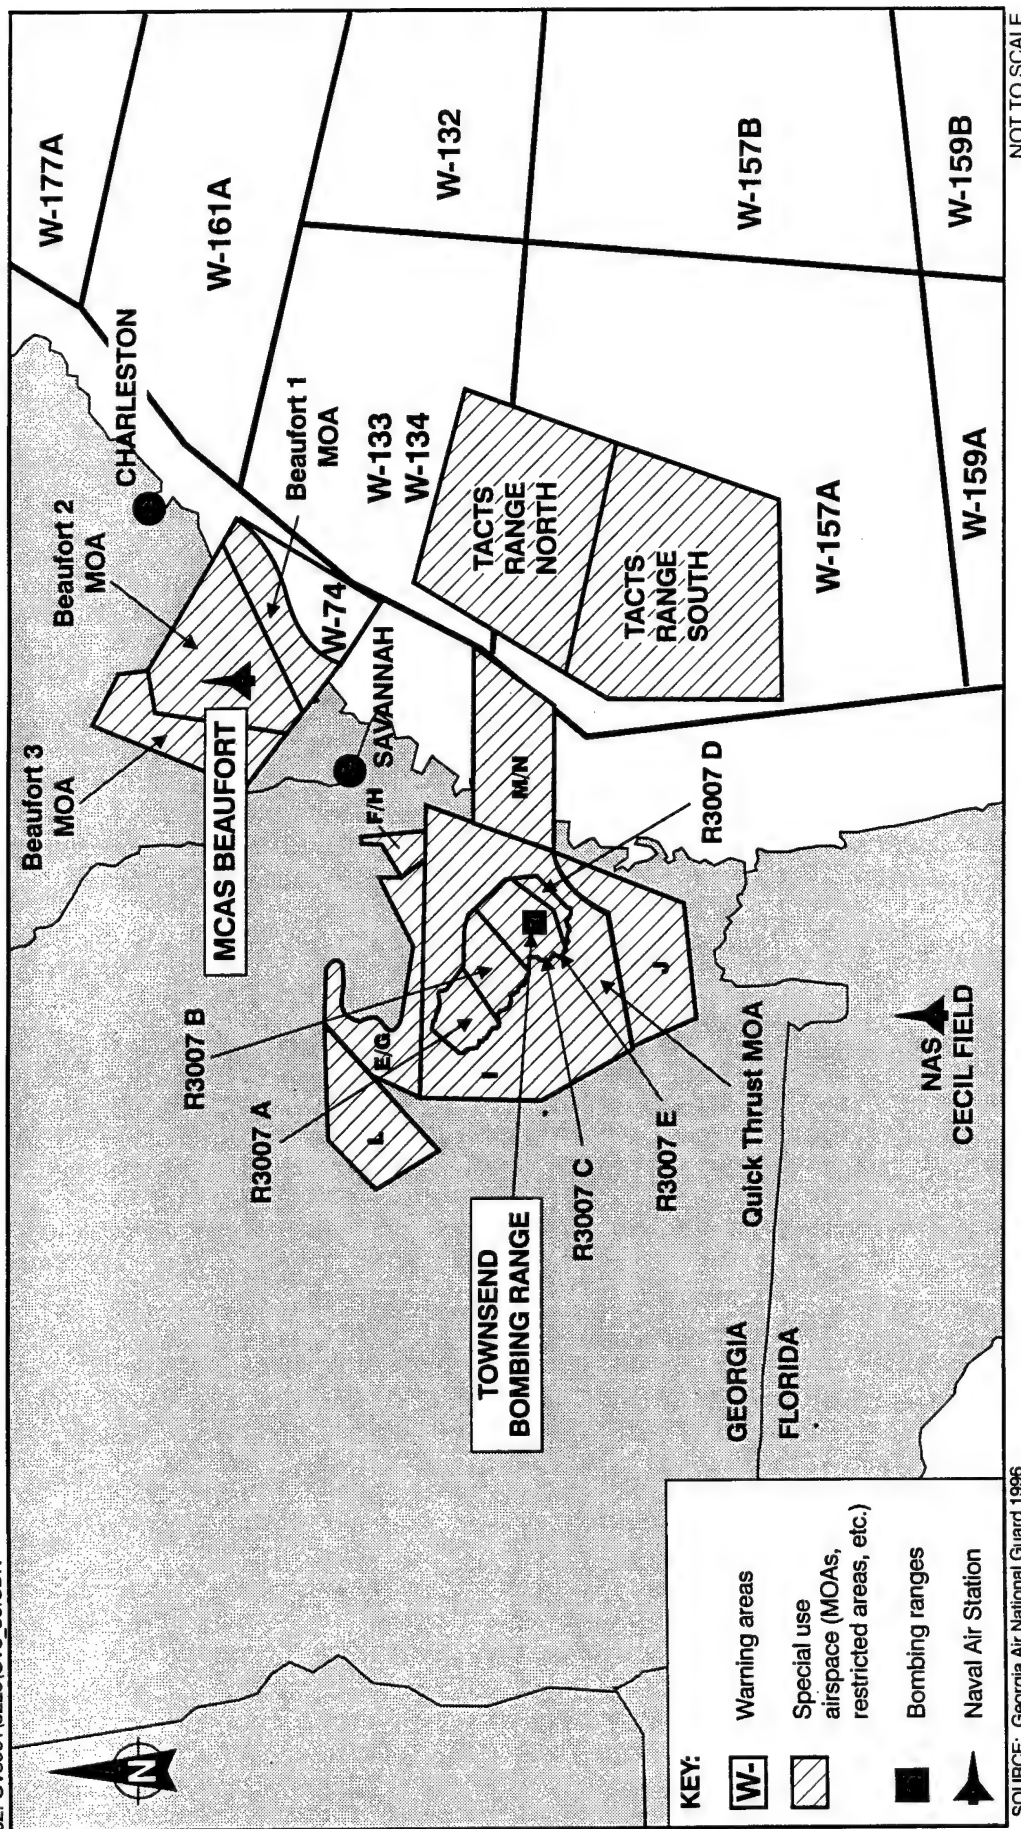 W-177A
W-161A
W-132
W-157B
W-159B
CHARLESTON
Beaufort 2
MOA
Beaufort 1
MOA
W-133
W-134
TACTS
RANGE
NORTH
TACTS
RANGE
SOUTH
W-157A
W-159A
Beaufort 3
MOA
W-74
MCAS BEAUFORT
SAVANNAH
F/H
M/N
R3007 D
R3007 B
E/G
R3007 A
L
I
J
TOWNSEND
BOMBING RANGE
R3007 C
R3007 E
Quick Thrust MOA
NAS
CECIL FIELD
GEORGIA
FLORIDA
N
KEY:
W-
Warning areas
Special use
airspace (MOAs,
restricted areas, etc.)
Bombing ranges
Naval Air Station
SOURCE: Georgia Air National Guard 1996
NOT TO SCALE